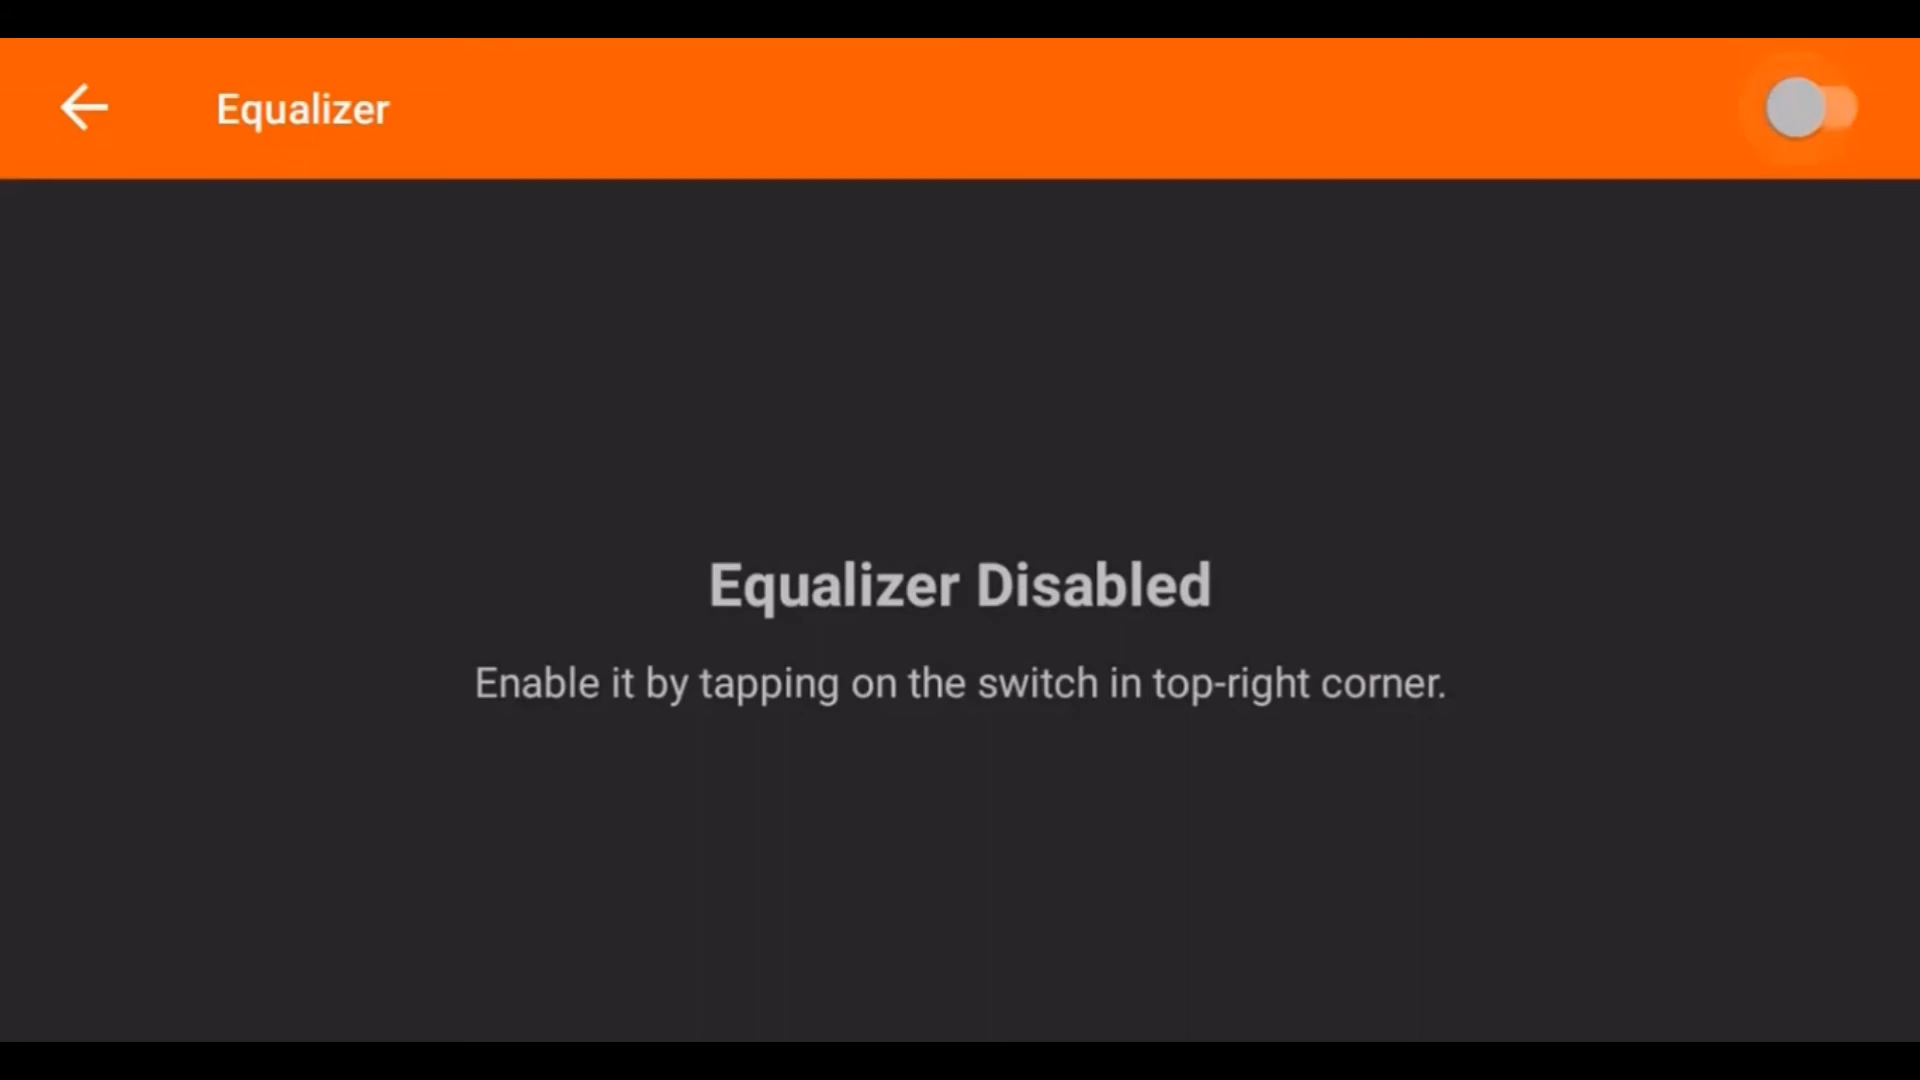 Equalizer
Equalizer Disabled
Enable it by tapping on the switch in top-right corner.